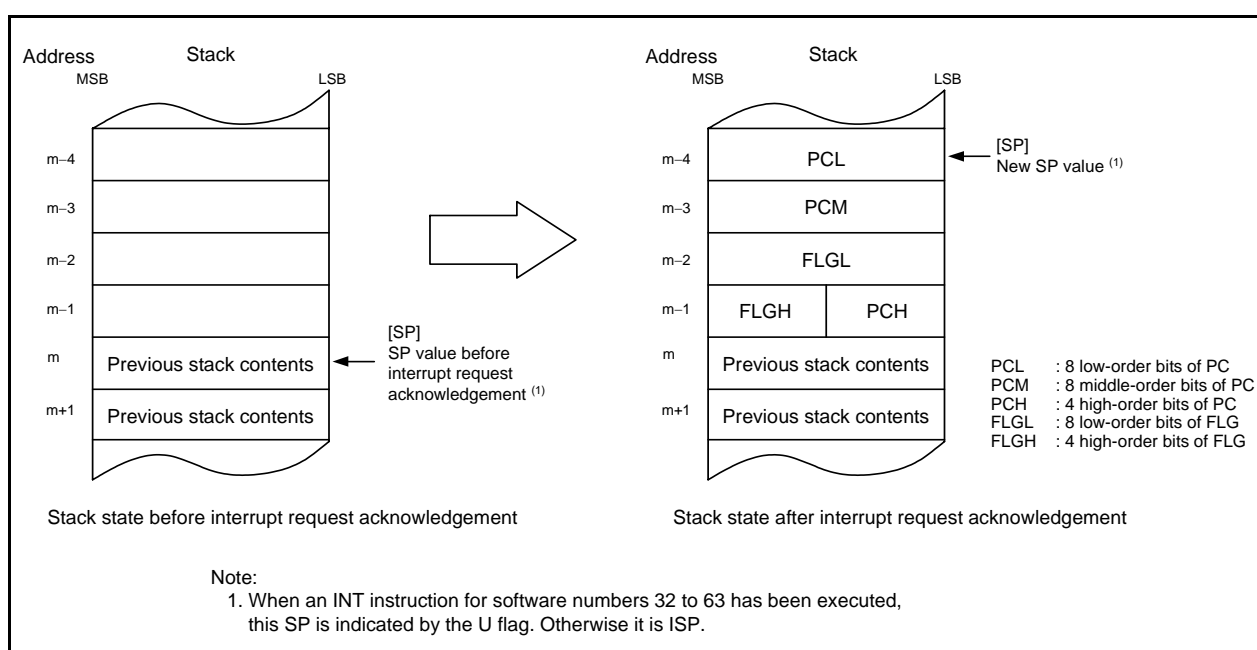 Address Stack
MSB LSB
m–4
m–3
m–2
m–1
m Previous stack contents
m+1 Previous stack contents
[SP]
SP value before
interrupt request
acknowledgement (1)
Stack state before interrupt request acknowledgement
Address Stack
MSB LSB
m–4 PCL
m–3 PCM
m–2 FLGL
m–1 FLGH PCH
m Previous stack contents
m+1 Previous stack contents
[SP]
New SP value (1)
PCL : 8 low-order bits of PC
PCM : 8 middle-order bits of PC
PCH : 4 high-order bits of PC
FLGL : 8 low-order bits of FLG
FLGH : 4 high-order bits of FLG
Stack state after interrupt request acknowledgement
Note:
1. When an INT instruction for software numbers 32 to 63 has been executed,
this SP is indicated by the U flag. Otherwise it is ISP.